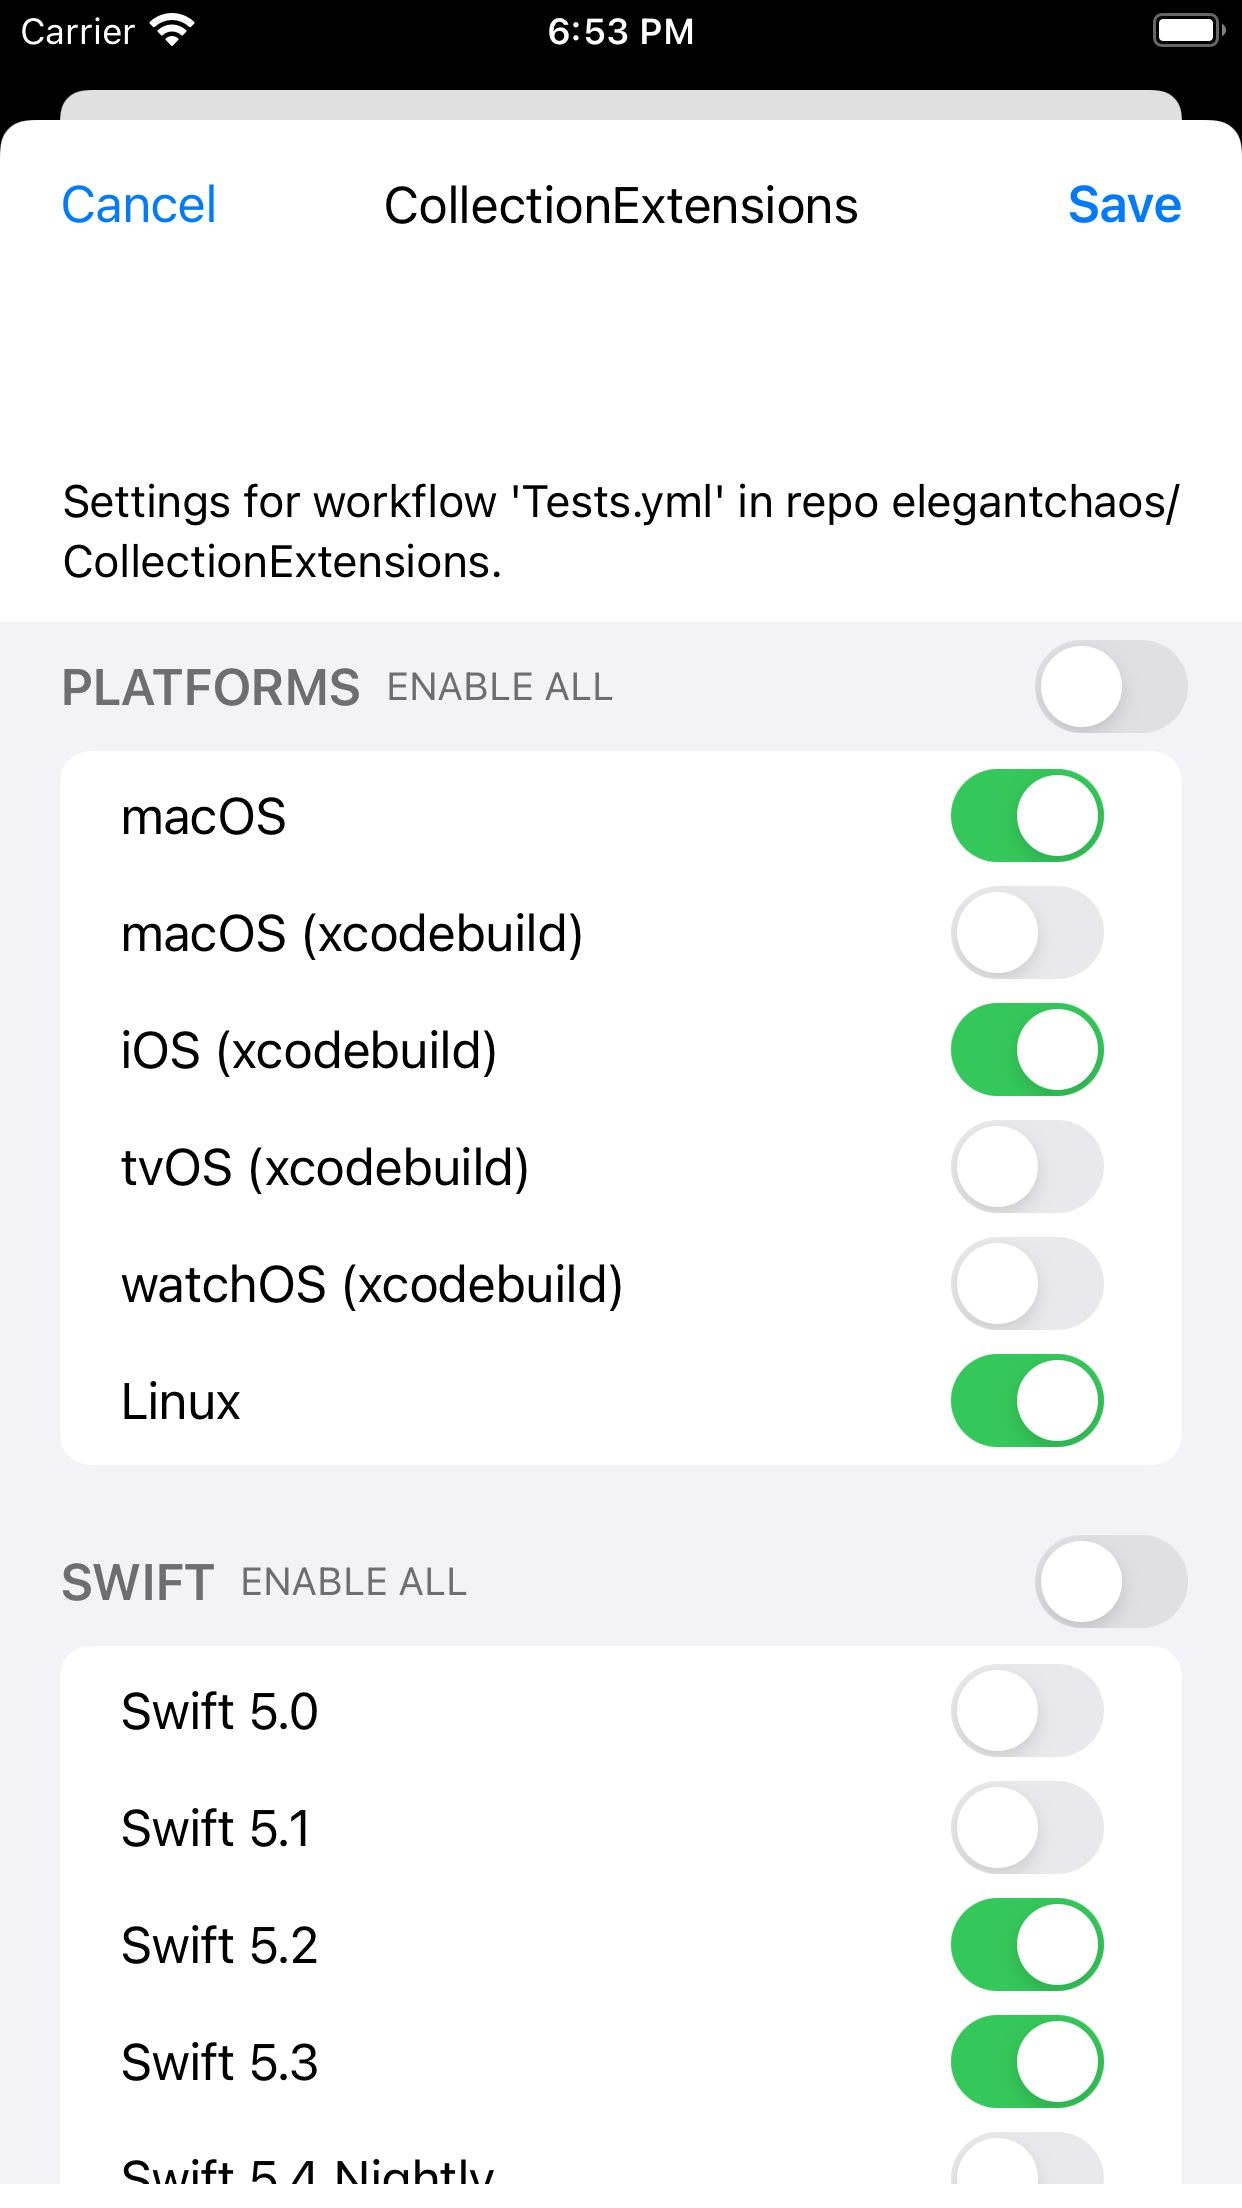 Carrier 6:53 PM
Cancel CollectionExtensions Save
Settings for workflow 'Tests.yml' in repo elegantchaos/
CollectionExtensions.
PLATFORMS ENABLE ALL
macOS
macOS (xcodebuild)
iOS (xcodebuild)
tvOS (xcodebuild)
watchOS (xcodebuild)
Linux
SWIFT ENABLE ALL
Swift 5.0
Swift 5.1
Swift 5.2
Swift 5.3
Swift 5.4 Nightly